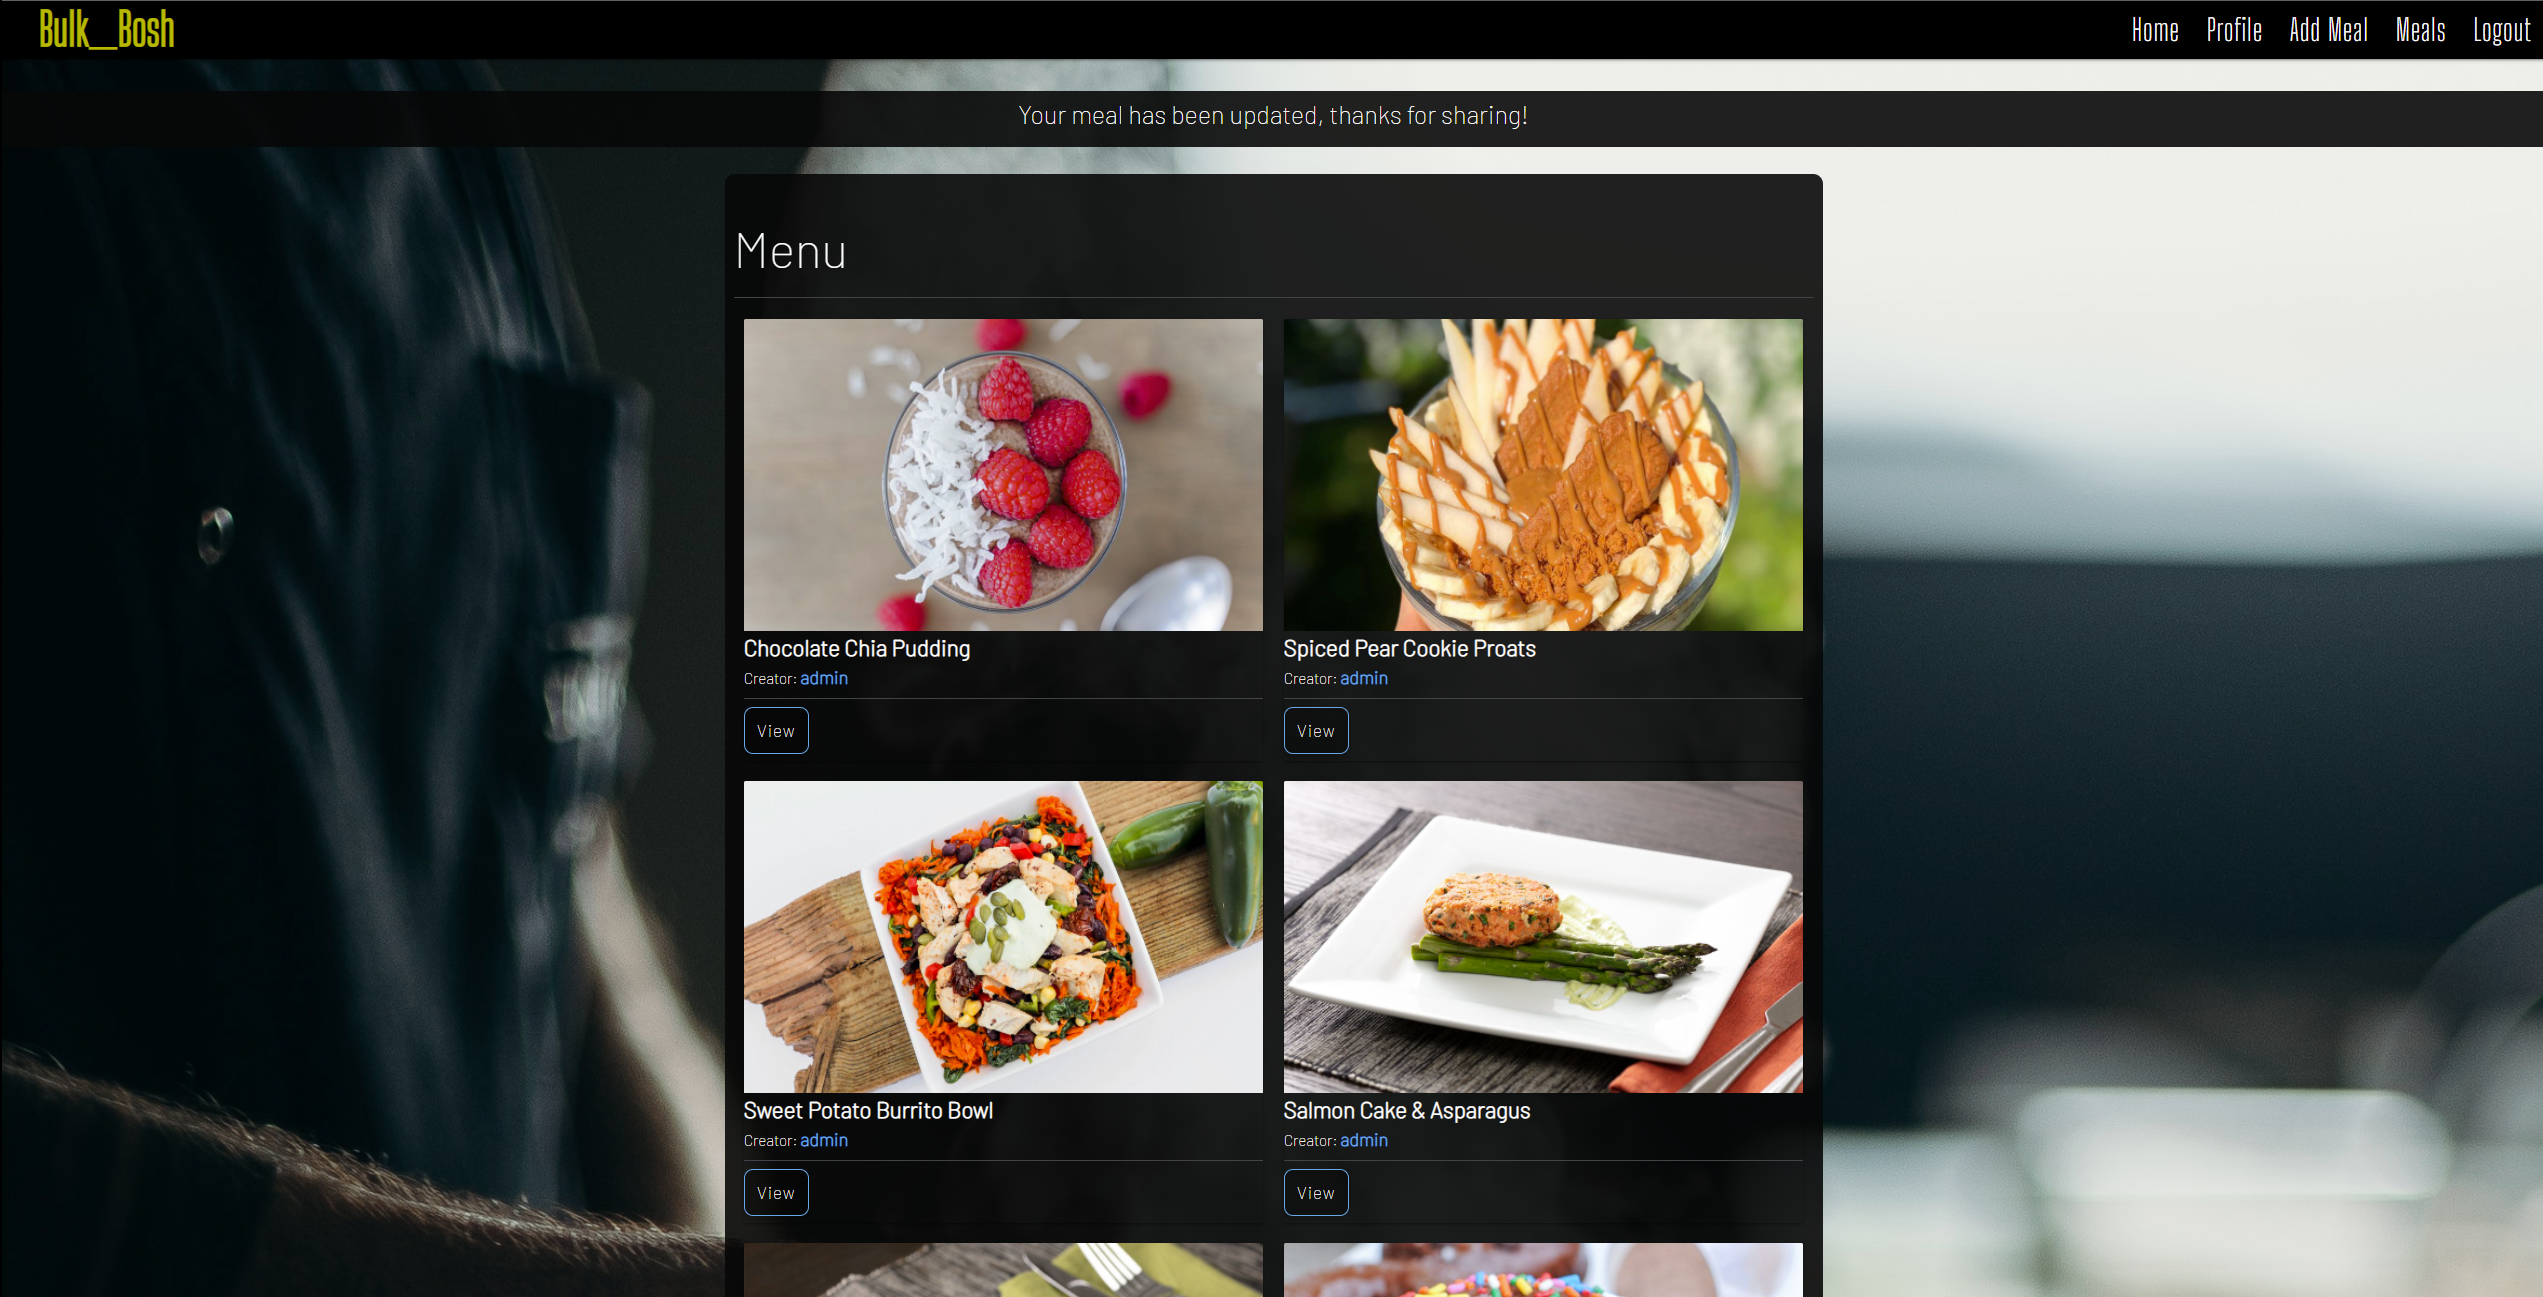 Bulk_Bosh
Home Profile Add Meal Meals Logout
Your meal has been updated, thanks for sharing!
Menu
Chocolate Chia Pudding
Creator: admin
View
Spiced Pear Cookie Proats
Creator: admin
View
Sweet Potato Burrito Bowl
Creator: admin
View
Salmon Cake & Asparagus
Creator: admin
View